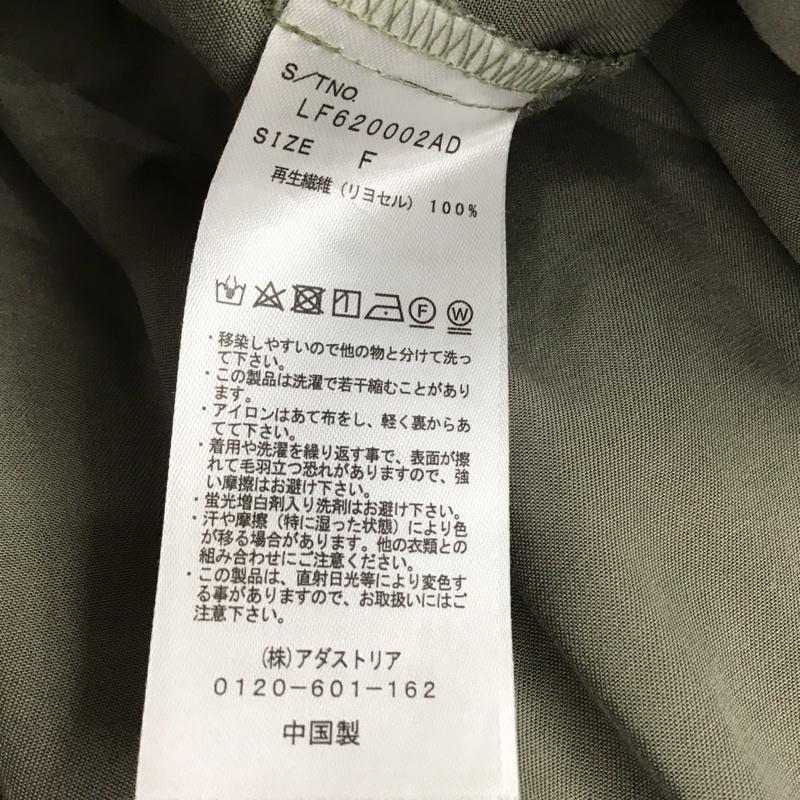 S/TNO.
LF620002AD
SIZE F
再生繊維(リヨセル) 100%
F W
・移染しやすいので他の物と分けて洗っ
て下さい。
・この製品は洗濯で若干縮むことがあり
ます。
・アイロンはあて布をし、軽く裏からあ
てて下さい。
・着用や洗濯を繰り返す事で、表面が擦
れて毛羽立つ恐れがありますので、強
い摩擦はお避け下さい。
・蛍光増白剤入り洗剤はお避け下さい。
・汗や摩擦(特に湿った状態)により色
が移る場合があります。他の衣類との
組み合わせにご注意ください。
・この製品は、直射日光等により変色す
る事がありますので、お取扱いにはご
注意下さい。
(株)アダストリア
0120-601-162
中国製